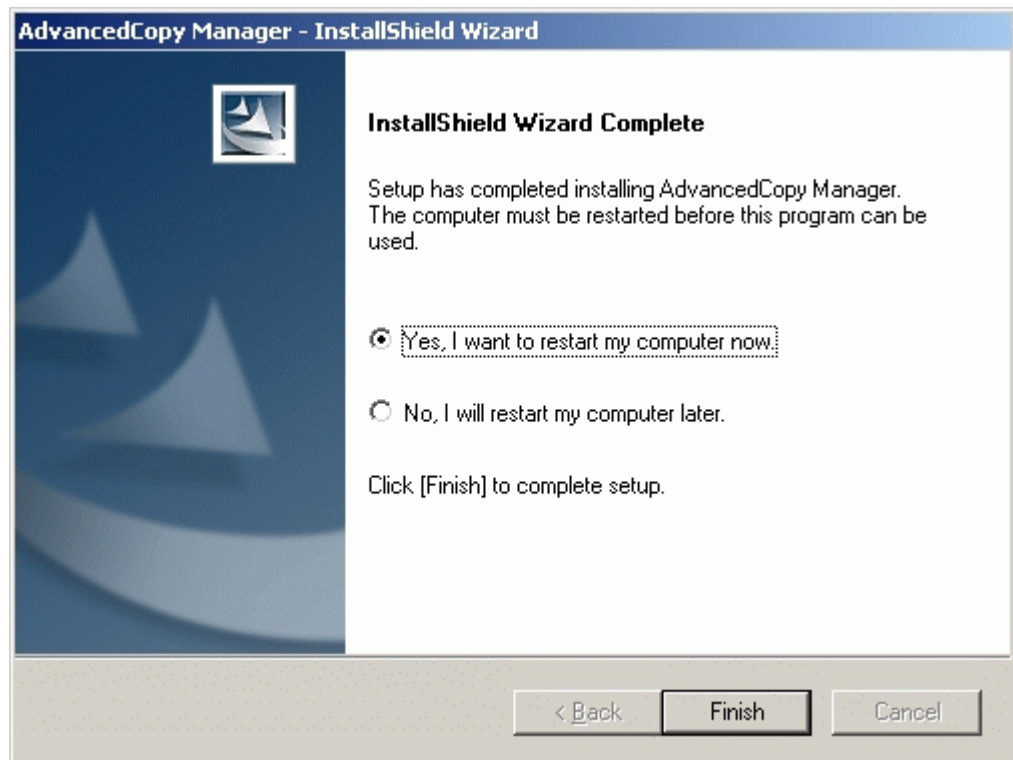 AdvancedCopy Manager - InstallShield Wizard
InstallShield Wizard Complete
Setup has completed installing AdvancedCopy Manager.
The computer must be restarted before this program can be
used.
Yes, I want to restart my computer now.
No, I will restart my computer later.
Click [Finish] to complete setup.
< Back Finish Cancel